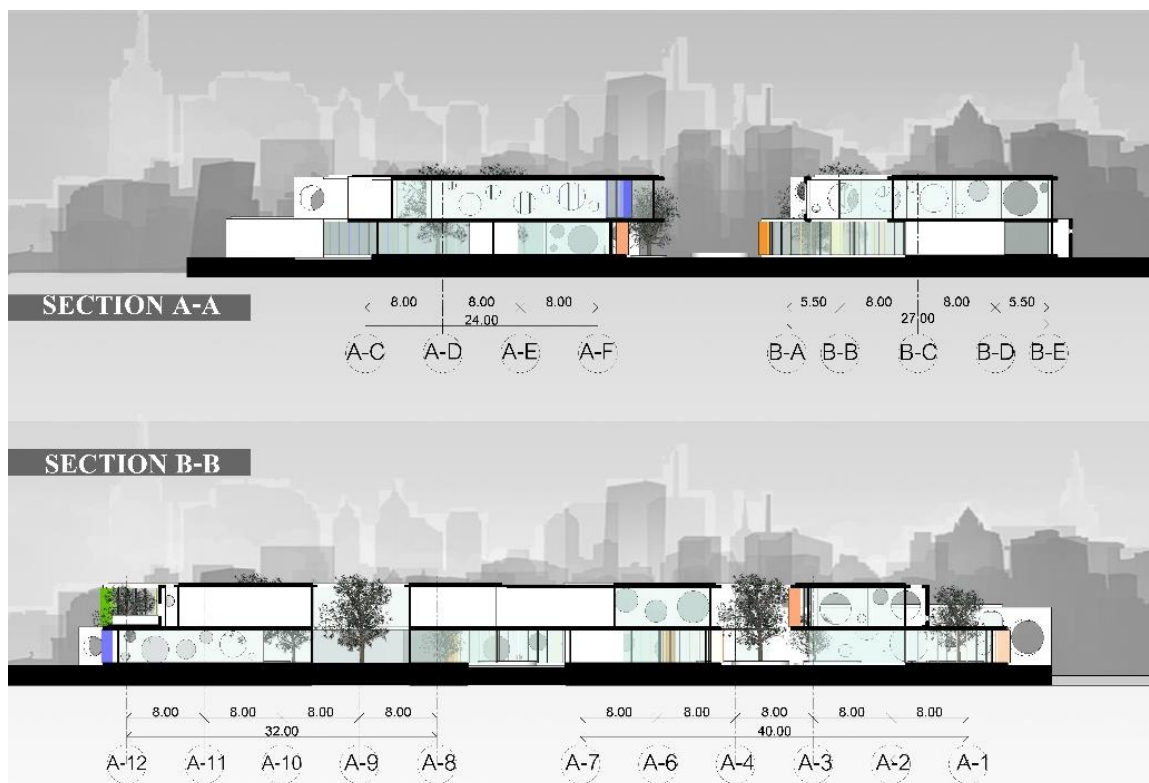 SECTION A-A
8.00 8.00 8.00
24.00
A-C A-D A-E A-F
5.50 8.00 8.00 5.50
27.00
B-A B-B B-C B-D B-E
SECTION B-B
8.00 8.00 8.00 8.00
32.00
A-12 A-11 A-10 A-9 A-8
8.00 8.00 8.00 8.00 8.00
40.00
A-7 A-6 A-4 A-3 A-2 A-1